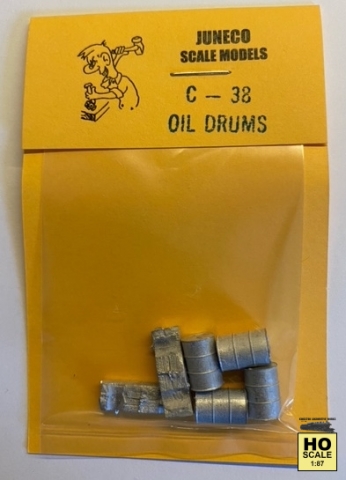 JUNECO
SCALE MODELS
C - 38
OIL DRUMS
HO
SCALE
1:87